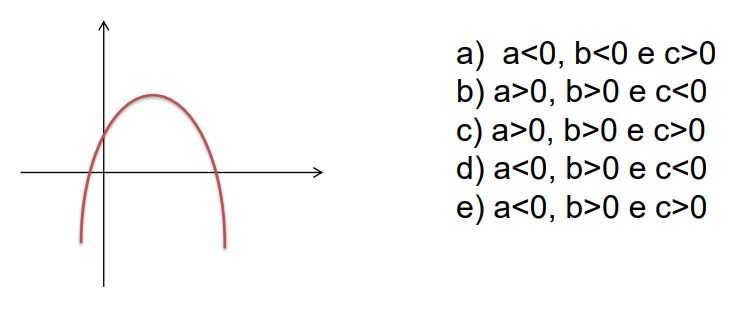 a) a<0, b<0 e c>0
b) a>0, b>0 e c<0
c) a>0, b>0 e c>0
d) a<0, b>0 e c<0
e) a<0, b>0 e c>0